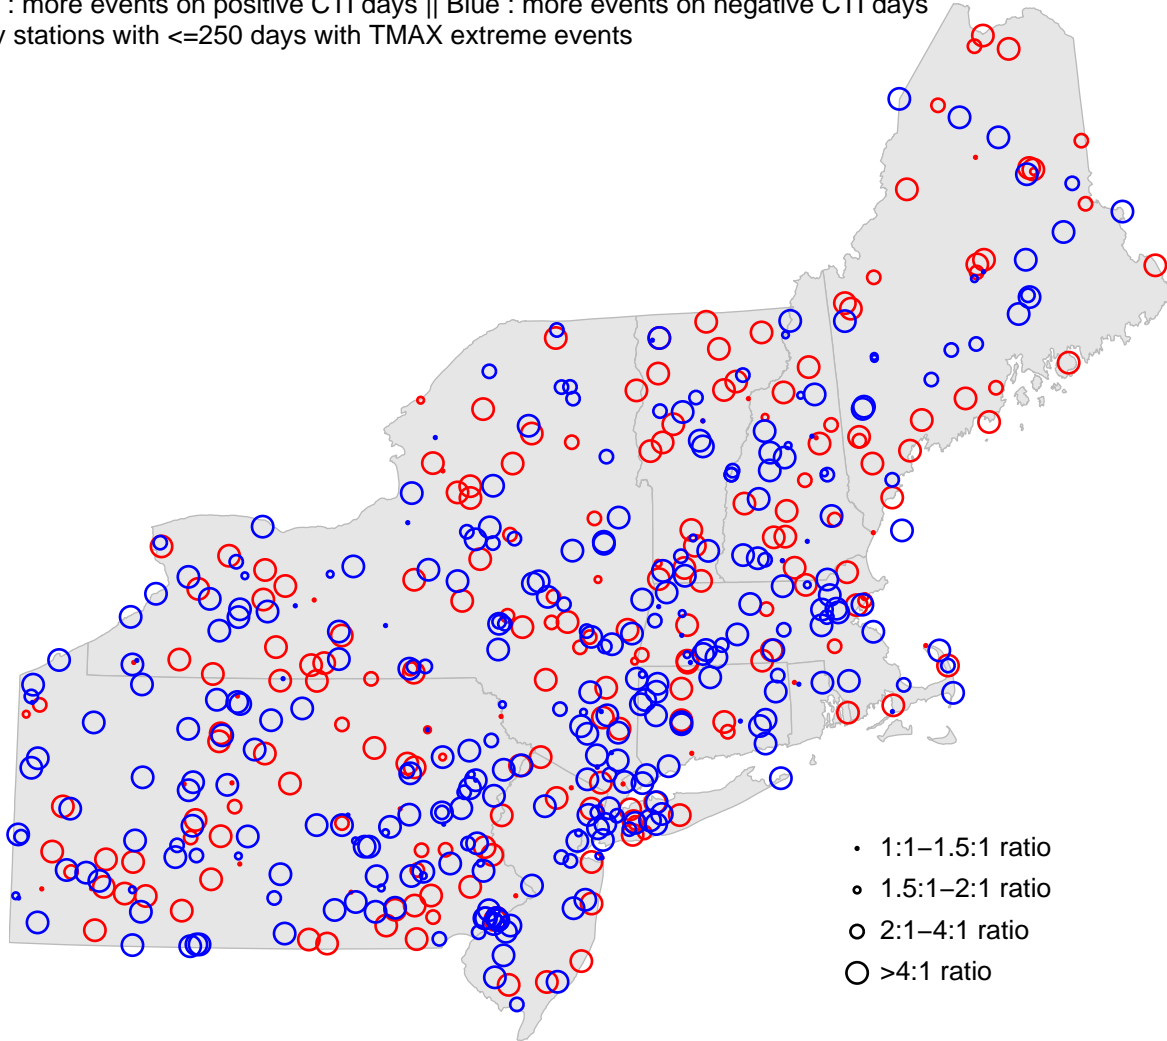 : more events on positive CTI days || Blue : more events on negative CTI days
stations with <=250 days with TMAX extreme events
1:1–1.5:1 ratio
1.5:1–2:1 ratio
2:1–4:1 ratio
>4:1 ratio